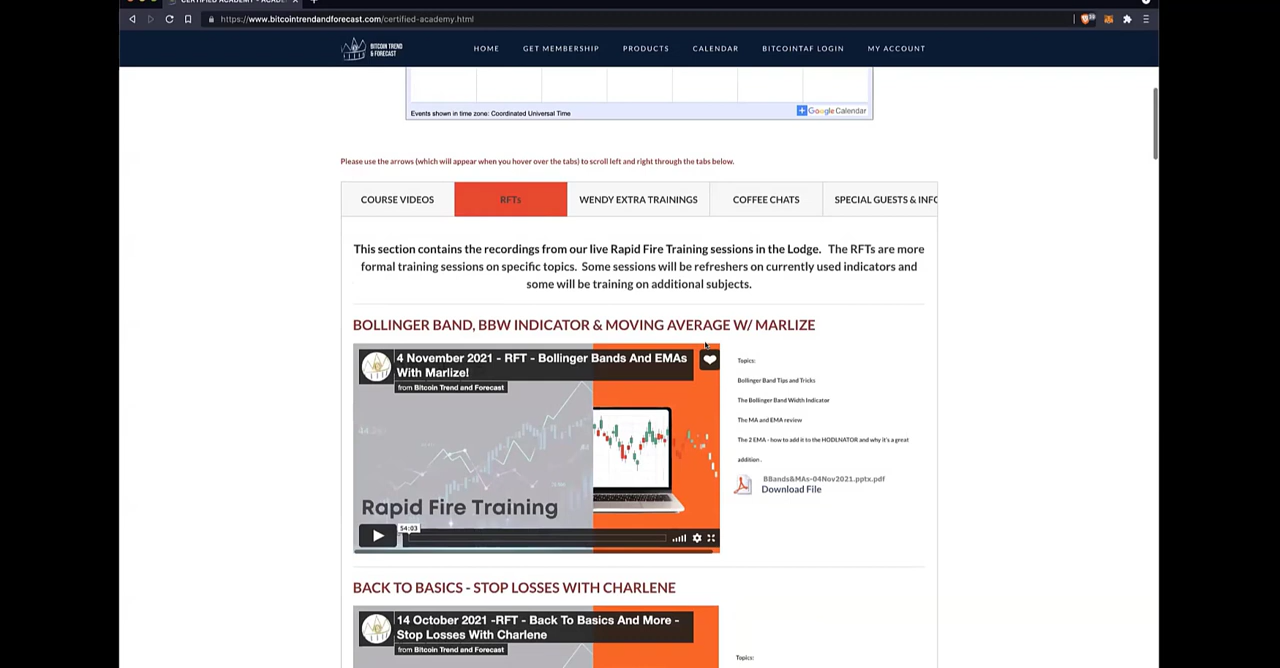 CERTIFIED ACADEMY - ACAD
https://www.bitcointrendandforecast.com/certified-academy.html
BITCOIN TREND
& FORECAST
HOME
GET MEMBERSHIP
PRODUCTS
CALENDAR
BITCOINTAF LOGIN
MY ACCOUNT
Events shown in time zone: Coordinated Universal Time
Google Calendar
Please use the arrows (which will appear when you hover over the tabs) to scroll left and right through the tabs below.
COURSE VIDEOS
RFTs
WENDY EXTRA TRAININGS
COFFEE CHATS
SPECIAL GUESTS & INFO
This section contains the recordings from our live Rapid Fire Training sessions in the Lodge. The RFTs are more
formal training sessions on specific topics. Some sessions will be refreshers on currently used indicators and
some will be training on additional subjects.
BOLLINGER BAND, BBW INDICATOR & MOVING AVERAGE W/ MARLIZE
4 November 2021 - RFT - Bollinger Bands And EMAs
With Marlize!
from Bitcoin Trend and Forecast
Rapid Fire Training
54:03
Topics:
Bollinger Band Tips and Tricks
The Bollinger Band Width Indicator
The MA and EMA review
The 2 EMA - how to add it to the HODLNATOR and why it's a great
addition.
BBands&MAs-04Nov2021.pptx.pdf
Download File
BACK TO BASICS - STOP LOSSES WITH CHARLENE
14 October 2021 -RFT - Back To Basics And More -
Stop Losses With Charlene
from Bitcoin Trend and Forecast
Topics: